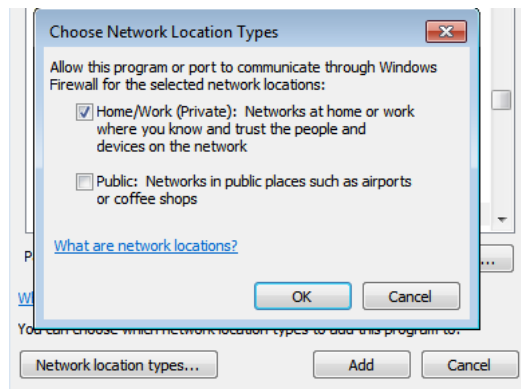 Choose Network Location Types
Allow this program or port to communicate through Windows
Firewall for the selected network locations:
Home/Work (Private): Networks at home or work
where you know and trust the people and
devices on the network
Public: Networks in public places such as airports
or coffee shops
What are network locations?
OK Cancel
You can choose which network location types to add this program to.
Network location types... Add Cancel